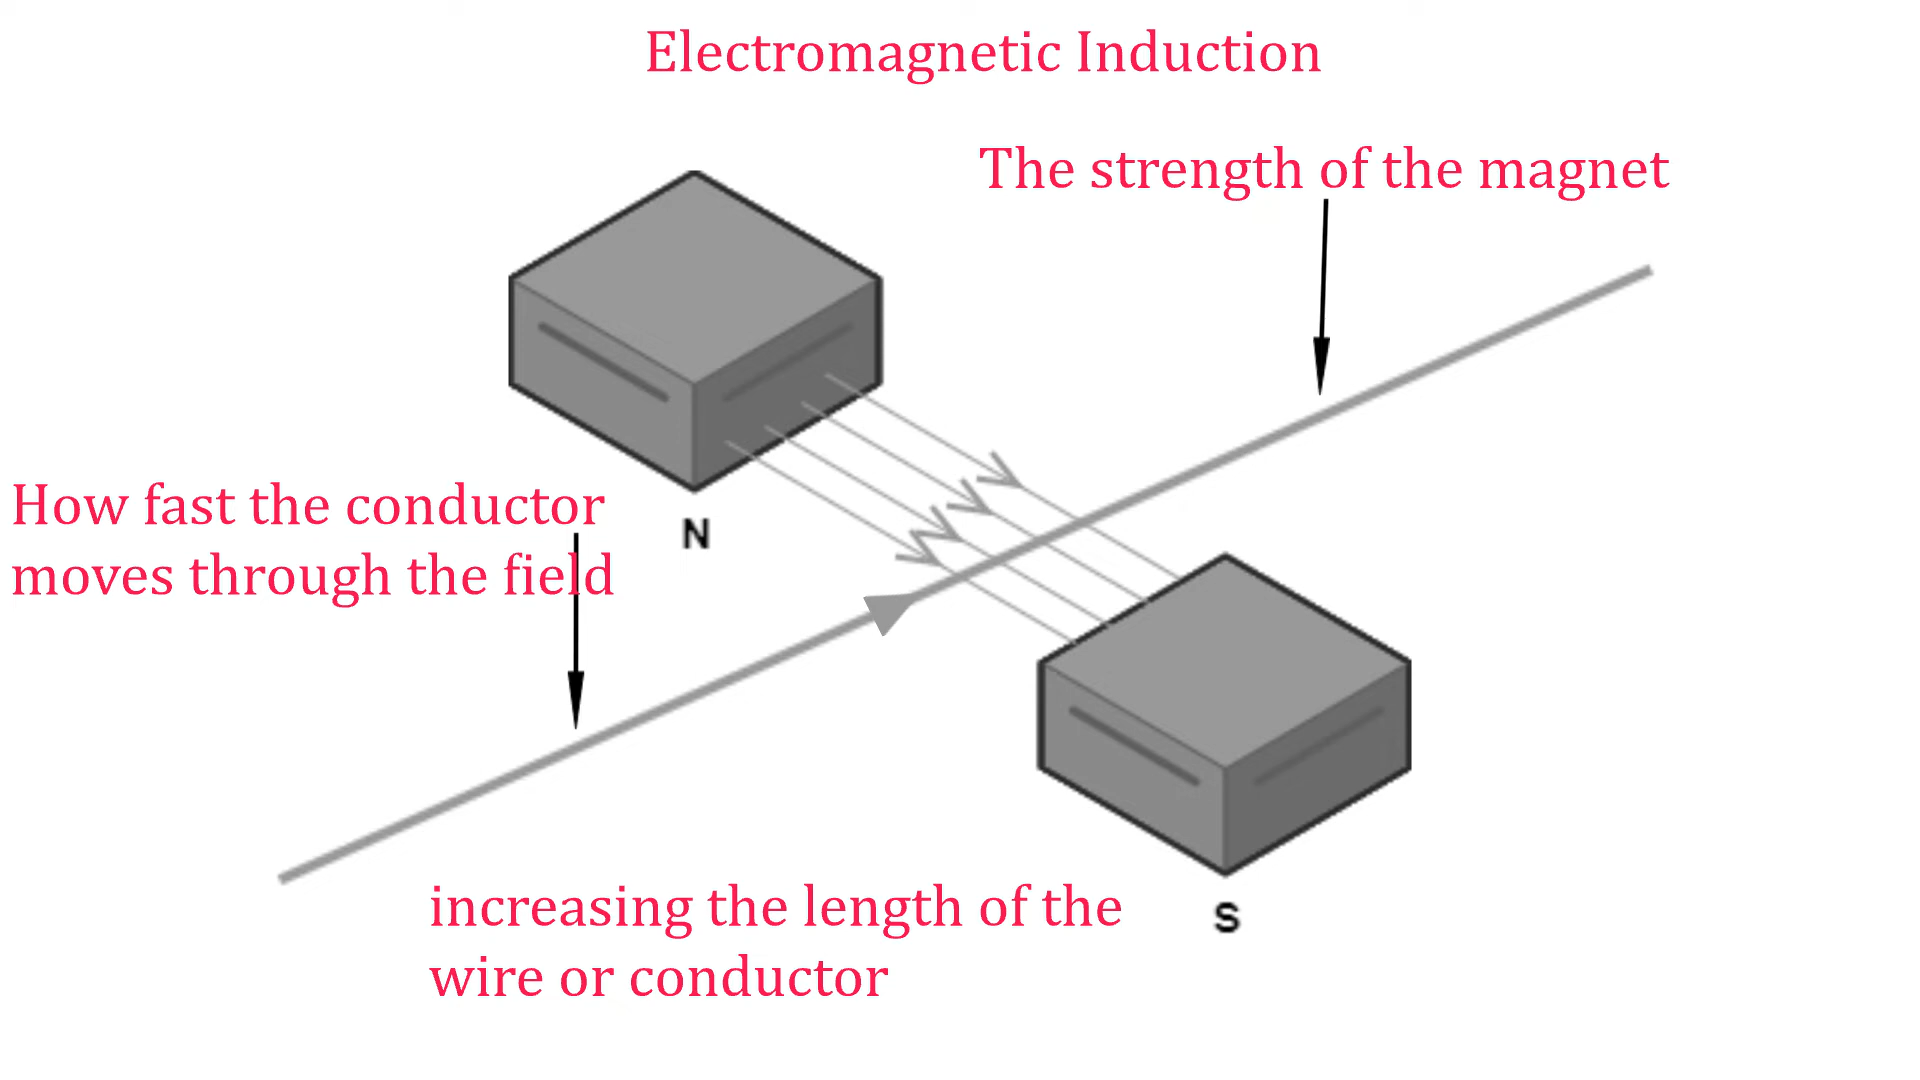 Electromagnetic Induction
The strength of the magnet
How fast the conductor
moves through the field
N
increasing the length of the
wire or conductor
S